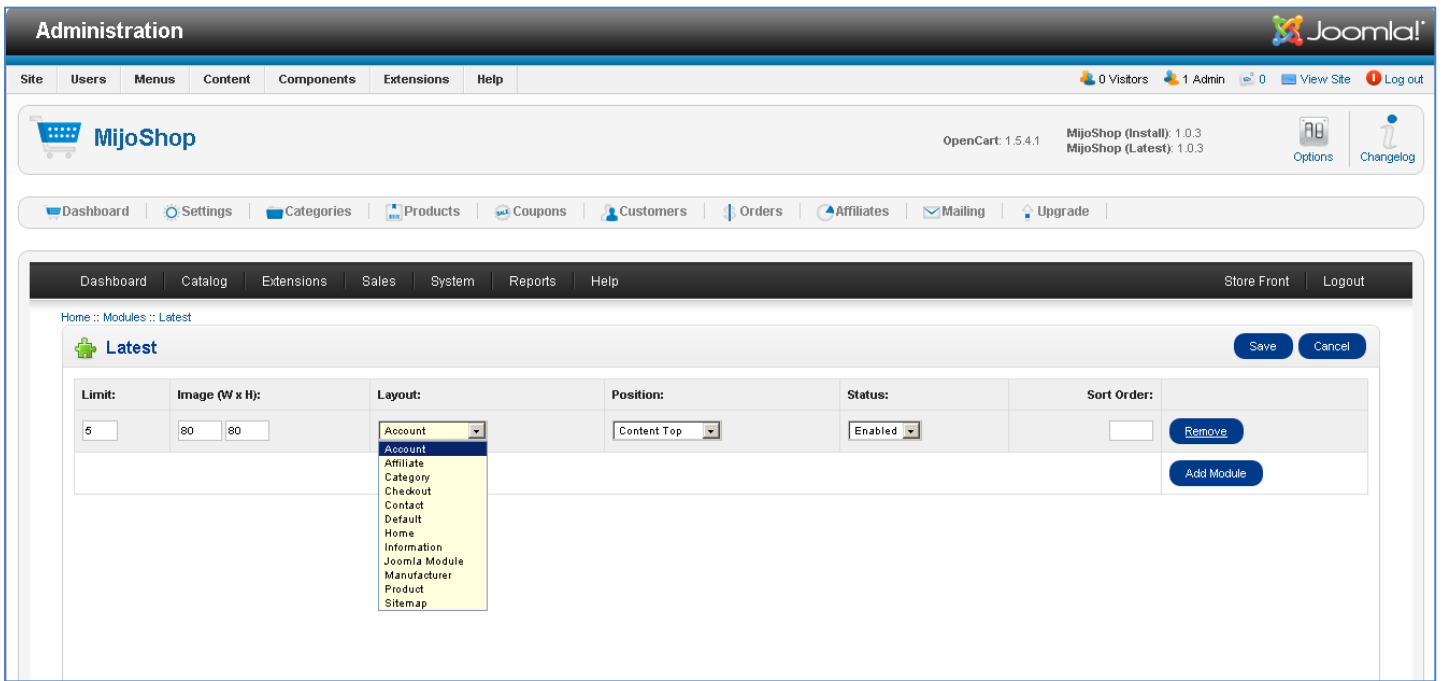 Administration
Joomla!
Site Users Menus Content Components Extensions Help
0 Visitors 1 Admin 0 View Site Log out
MijoShop
OpenCart: 1.5.4.1
MijoShop (Install): 1.0.3
MijoShop (Latest): 1.0.3
Options
Changelog
Dashboard Settings Categories Products Coupons Customers Orders Affiliates Mailing Upgrade
Dashboard Catalog Extensions Sales System Reports Help Store Front Logout
Home :: Modules :: Latest
Latest
Save Cancel
Limit: Image (W x H): Layout: Position: Status: Sort Order:
5 80 80 Account Content Top Enabled Remove
Account
Affiliate
Category
Checkout
Contact
Default
Home
Information
Joomla Module
Manufacturer
Product
Sitemap
Add Module